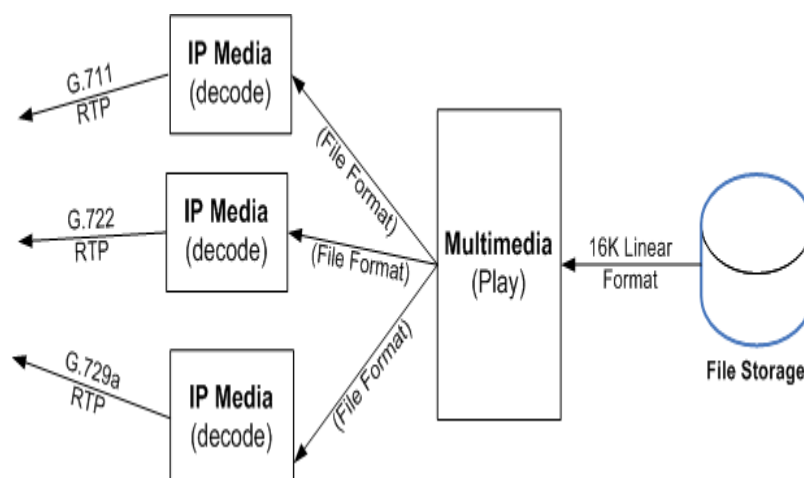 G.711
RTP
IP Media
(decode)
(File Format)
G.722
RTP
IP Media
(decode)
(File Format)
Multimedia
(Play)
16K Linear
Format
File Storage
G.729a
RTP
IP Media
(decode)
(File Format)